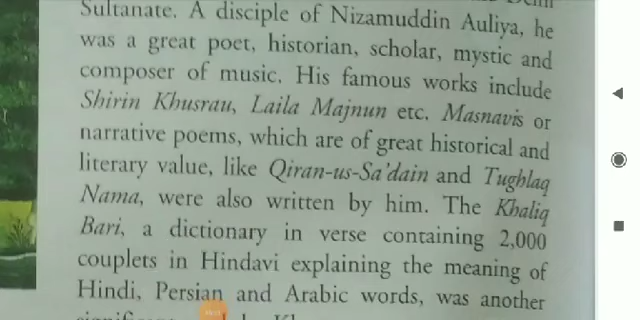 Sultanate. A disciple of Nizamuddin Auliya, he
was a great poet, historian, scholar, mystic and
composer of music. His famous works include
Shirin Khusrau, Laila Majnun etc. Masnavis or
narrative poems, which are of great historical and
literary value, like Qiran-us-Sa'dain and Tughlaq
Nama, were also written by him. The Khaliq
Bari, a dictionary in verse containing 2,000
couplets in Hindavi explaining the meaning of
Hindi, Persian and Arabic words, was another